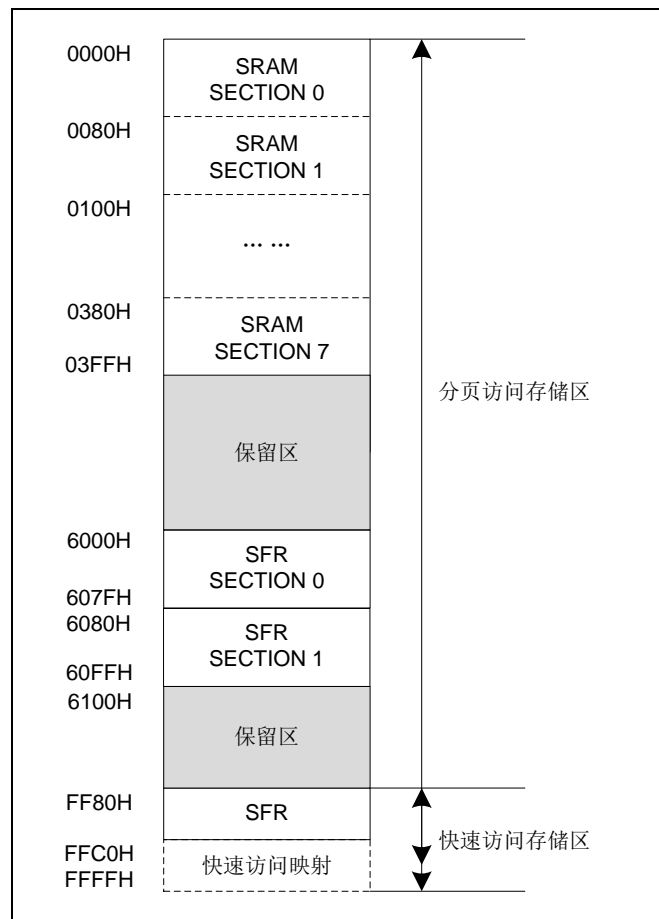 0000H
SRAM
SECTION 0
0080H
SRAM
SECTION 1
0100H
... ...
0380H
SRAM
SECTION 7
03FFH
分页访问存储区
保留区
6000H
SFR
SECTION 0
607FH
6080H
SFR
SECTION 1
60FFH
6100H
保留区
FF80H
SFR
快速访问存储区
FFC0H
快速访问映射
FFFFH